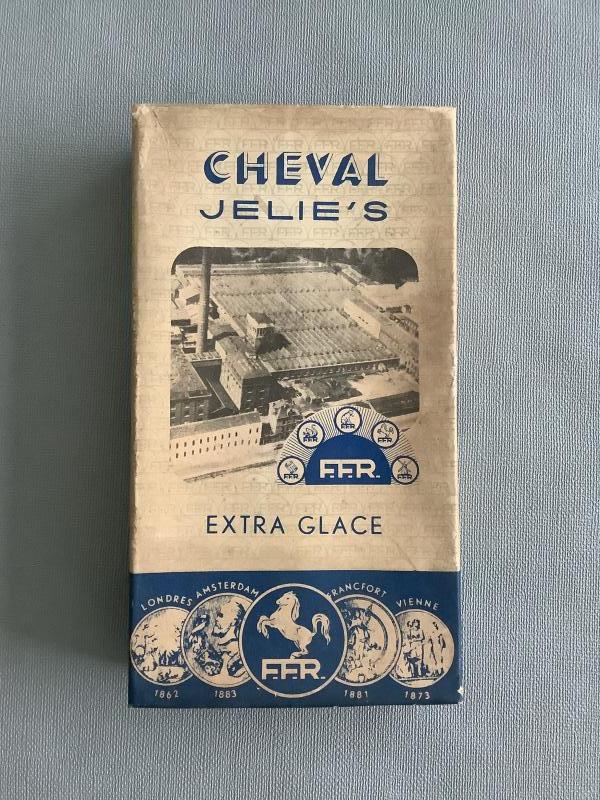 CHEVAL
JELIE'S
F.F.R.
F.F.R.
F.F.R.
F.F.R.
F.F.R.
F.F.R.
EXTRA GLACE
LONDRES AMSTERDAM FRANCFORT VIENNE
F.F.R.
1862 1883 1881 1873